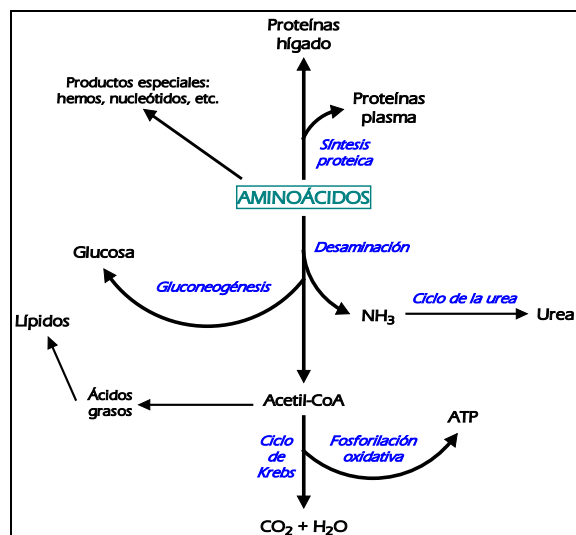 Proteínas
hígado
Productos especiales:
hemos, nucleótidos, etc.
Proteínas
plasma
Síntesis
proteica
AMINOÁCIDOS
Desaminación
Glucosa
Gluconeogénesis
Ciclo de la urea
NH₃
Urea
Lípidos
Ácidos
grasos
Acetil-CoA
ATP
Ciclo
de
Krebs
Fosforilación
oxidativa
CO₂ + H₂O